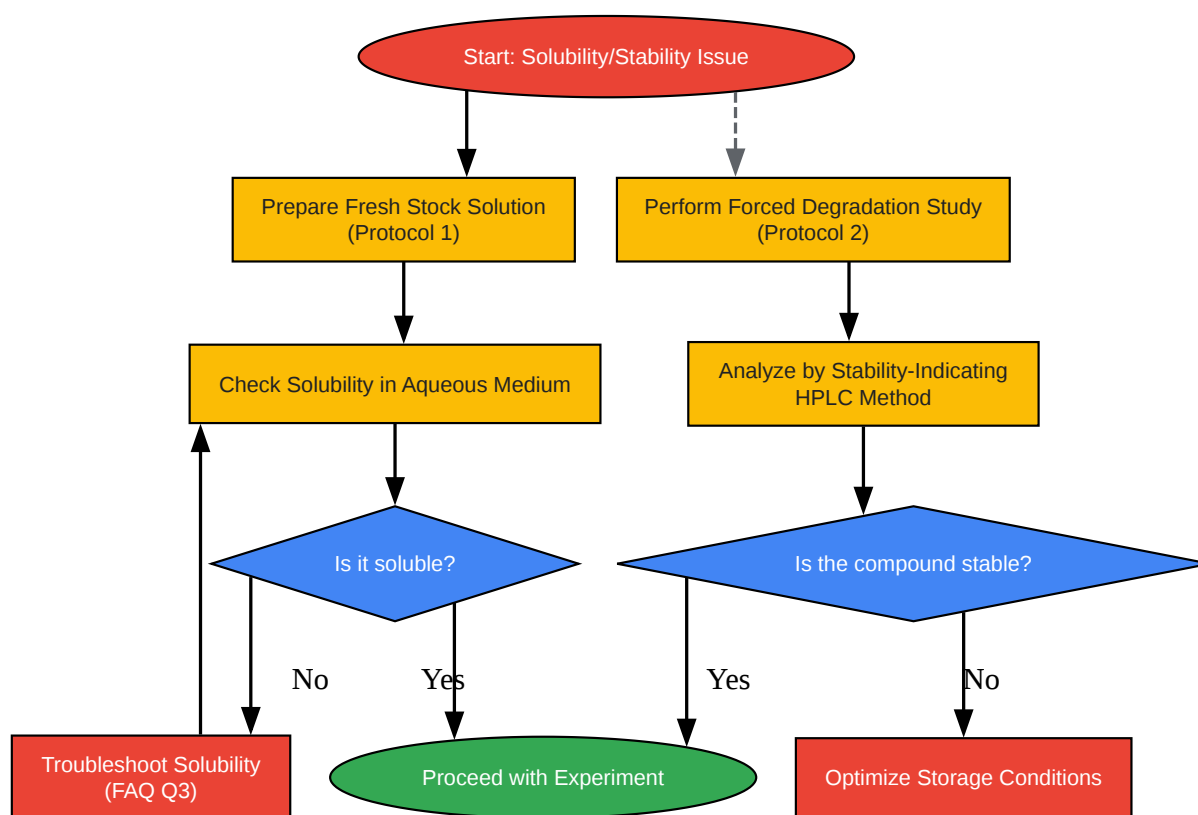 Start: Solubility/Stability Issue
Prepare Fresh Stock Solution
(Protocol 1)
Perform Forced Degradation Study
(Protocol 2)
Check Solubility in Aqueous Medium
Analyze by Stability-Indicating
HPLC Method
Is it soluble?
Is the compound stable?
No
Yes
Yes
No
Troubleshoot Solubility
(FAQ Q3)
Proceed with Experiment
Optimize Storage Conditions